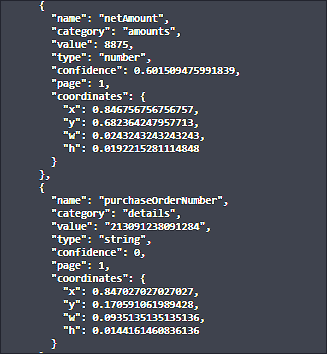 {
"name": "netAmount",
"category": "amounts",
"value": 8875,
"type": "number",
"confidence": 0.601509475991839,
"page": 1,
"coordinates": {
"x": 0.846756756756757,
"y": 0.682364247957713,
"w": 0.0243243243243243,
"h": 0.0192215281114848
}
},
{
"name": "purchaseOrderNumber",
"category": "details",
"value": "213091238091284",
"type": "string",
"confidence": 0,
"page": 1,
"coordinates": {
"x": 0.847027027027027,
"y": 0.170591061989428,
"w": 0.0935135135135136,
"h": 0.0144161460836136
}